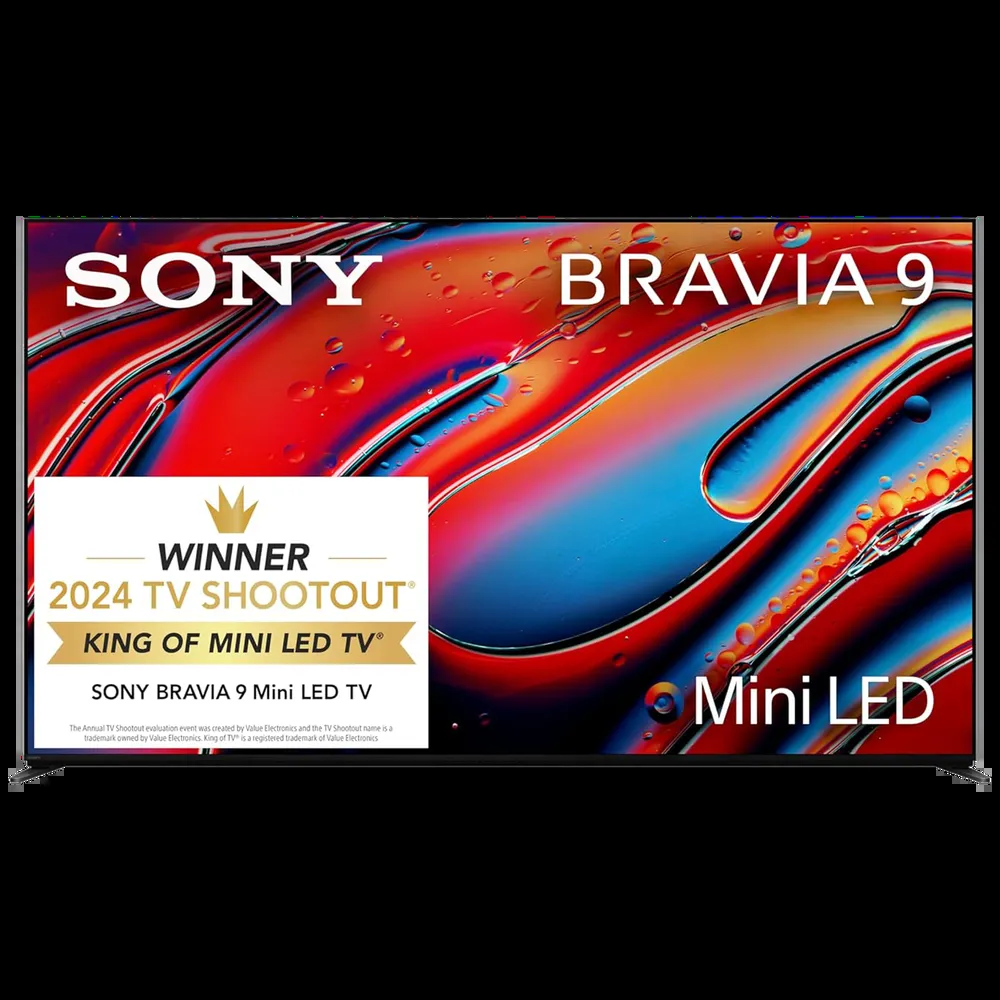 SONY
BRAVIA 9
WINNER
2024 TV SHOOTOUT®
KING OF MINI LED TV®
SONY BRAVIA 9 Mini LED TV
The Annual TV Shootout evaluation event was created by Value Electronics and the TV Shootout name is a
trademark owned by Value Electronics. King of TV® is a registered trademark of Value Electronics
Mini LED